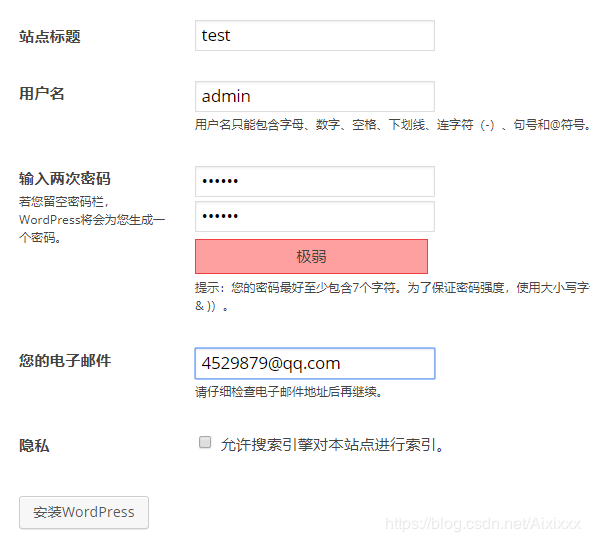 站点标题
test
用户名
admin
用户名只能包含字母、数字、空格、下划线、连字符（-）、句号和@符号。
输入两次密码
若您留空密码栏，
WordPress将会为您生成一
个密码。
••••••
••••••
极弱
提示：您的密码最好至少包含7个字符。为了保证密码强度，使用大小写字
& )）。
您的电子邮件
4529879@qq.com
请仔细检查电子邮件地址后再继续。
隐私
允许搜索引擎对本站点进行索引。
安装WordPress
https://blog.csdn.net/Aixixxx